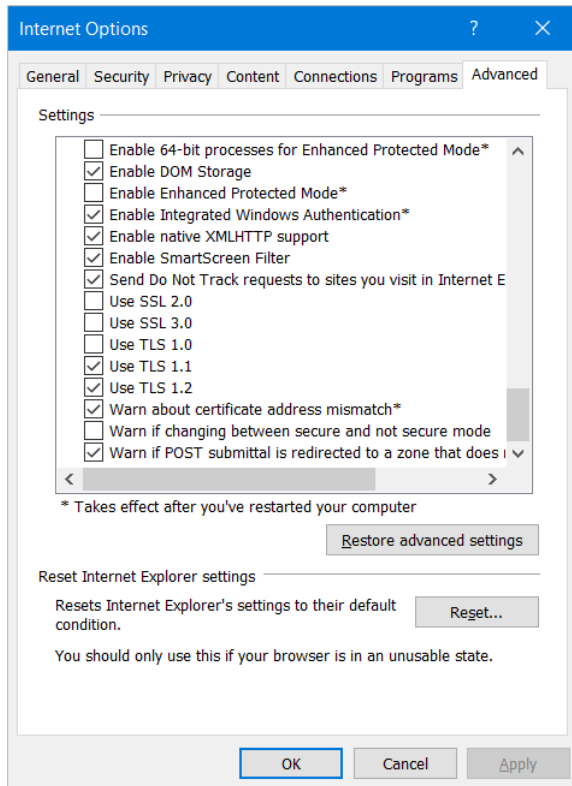 Internet Options
General Security Privacy Content Connections Programs Advanced
Settings
Enable 64-bit processes for Enhanced Protected Mode*
Enable DOM Storage
Enable Enhanced Protected Mode*
Enable Integrated Windows Authentication*
Enable native XMLHTTP support
Enable SmartScreen Filter
Send Do Not Track requests to sites you visit in Internet E
Use SSL 2.0
Use SSL 3.0
Use TLS 1.0
Use TLS 1.1
Use TLS 1.2
Warn about certificate address mismatch*
Warn if changing between secure and not secure mode
Warn if POST submittal is redirected to a zone that does
* Takes effect after you've restarted your computer
Restore advanced settings
Reset Internet Explorer settings
Resets Internet Explorer's settings to their default
condition.
Reset...
You should only use this if your browser is in an unusable state.
OK Cancel Apply